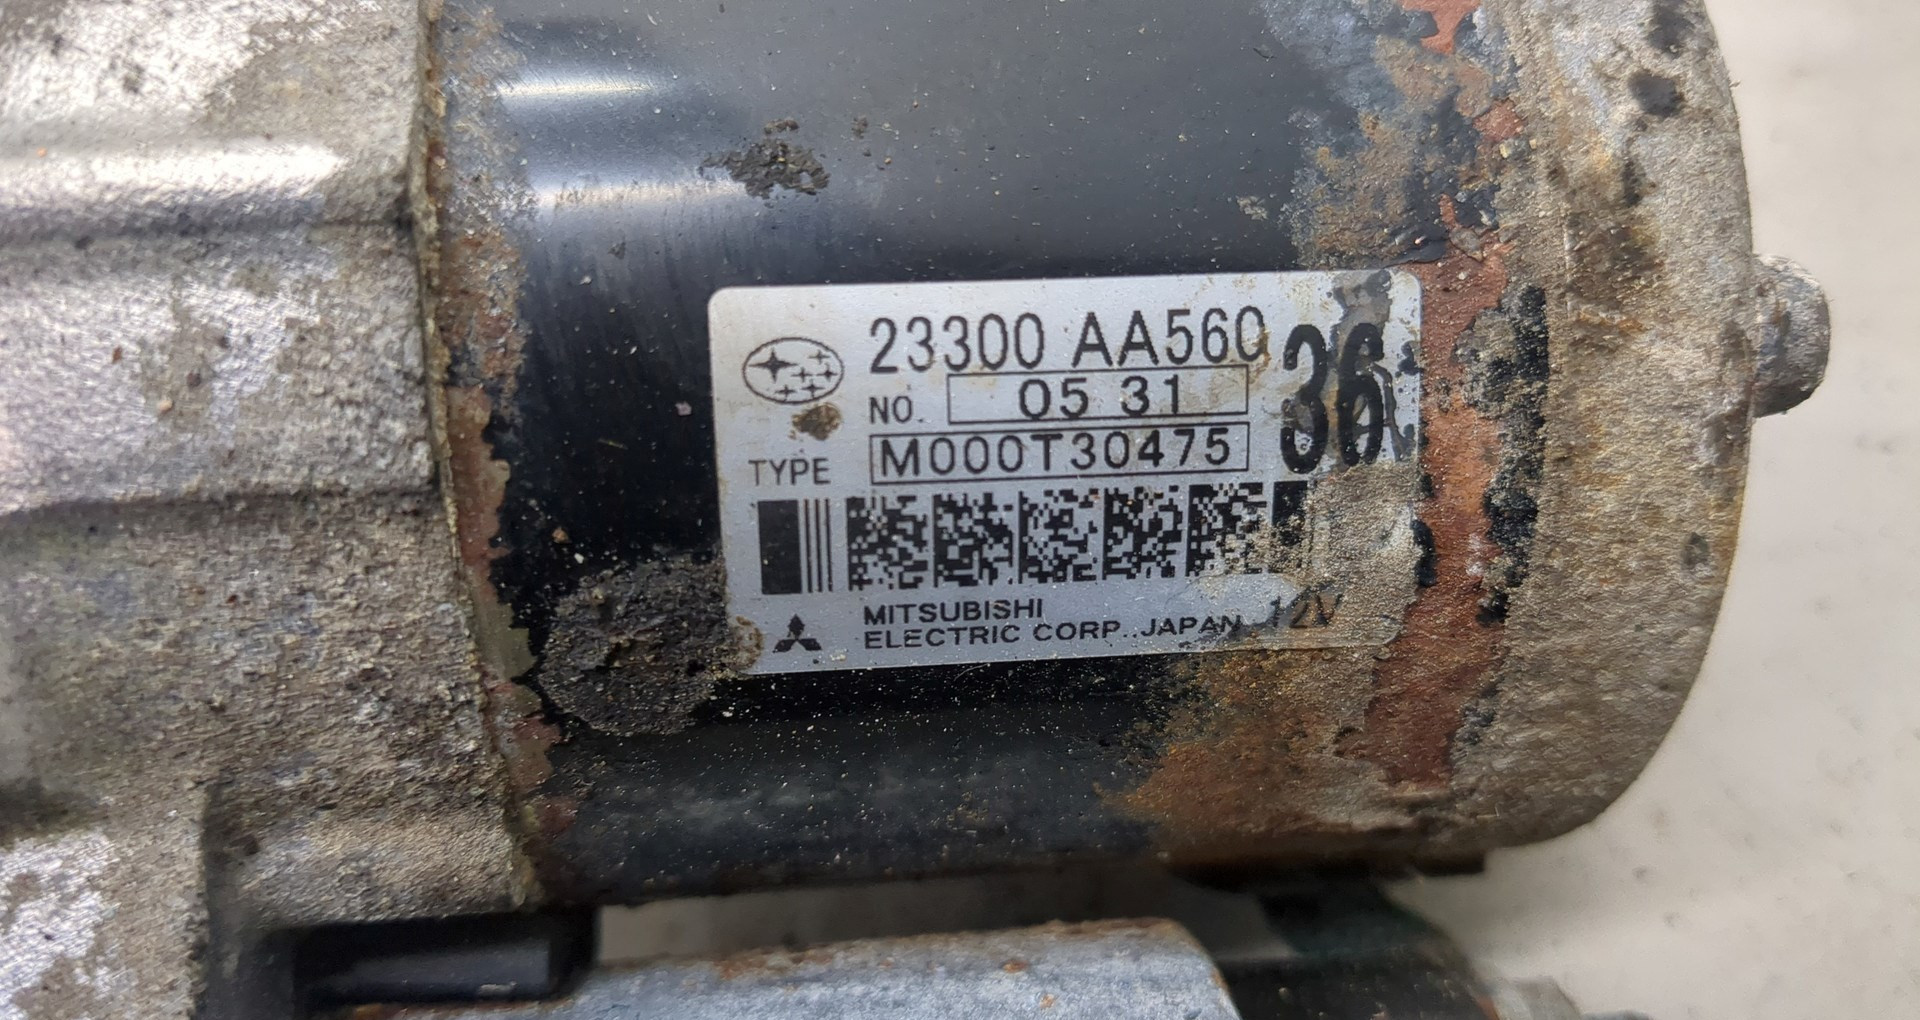 23300 AA560
NO. 05 31
36
TYPE M000T30475
MITSUBISHI
ELECTRIC CORP. JAPAN 12V